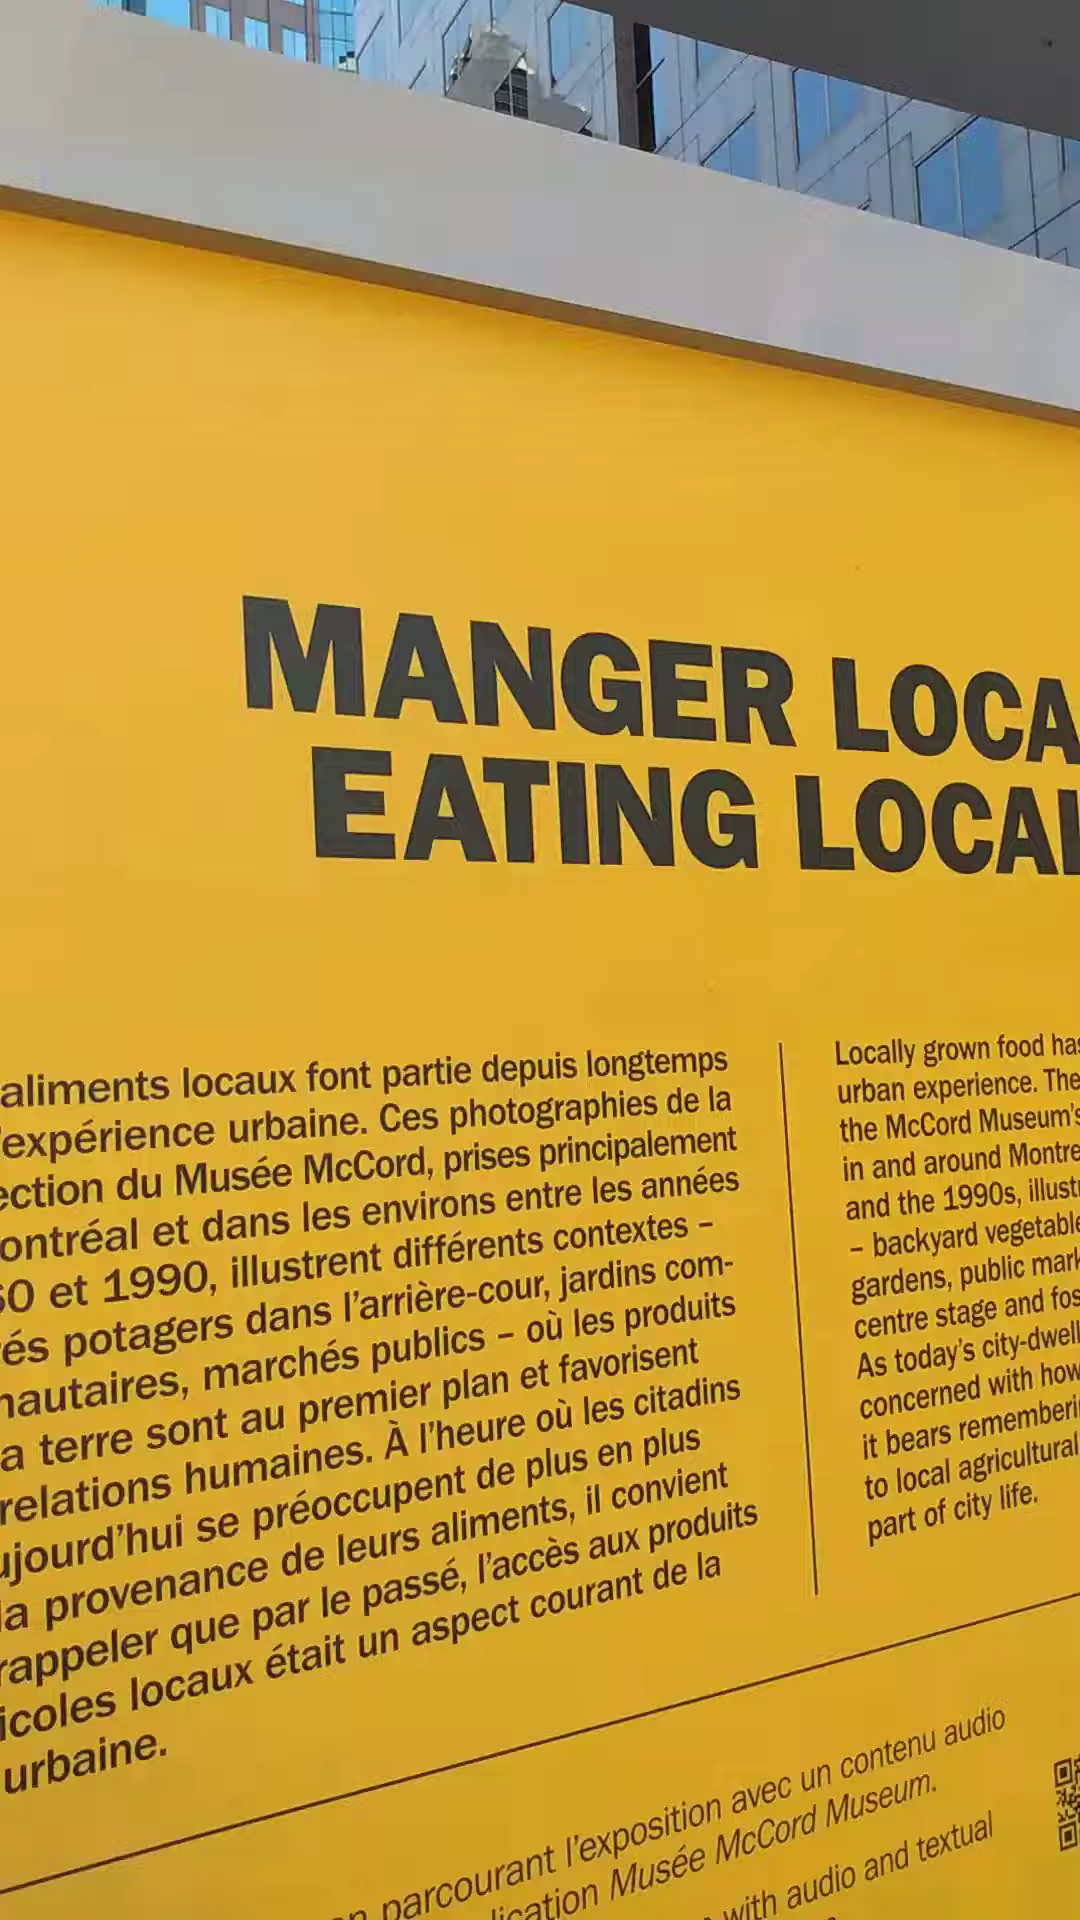 MANGER LOCA
EATING LOCAL
aliments locaux font partie depuis longtemps
l'expérience urbaine. Ces photographies de la
ection du Musée McCord, prises principalement
ontréal et dans les environs entre les années
60 et 1990, illustrent différents contextes –
rés potagers dans l'arrière-cour, jardins com-
nautaires, marchés publics – où les produits
la terre sont au premier plan et favorisent
relations humaines. À l'heure où les citadins
ujourd'hui se préoccupent de plus en plus
la provenance de leurs aliments, il convient
rappeler que par le passé, l'accès aux produits
icoles locaux était un aspect courant de la
urbaine.
Locally grown food has
urban experience. The
the McCord Museum's
in and around Montre
and the 1990s, illustr
– backyard vegetable
gardens, public mark
centre stage and fos
As today's city-dwell
concerned with how
it bears rememberi
to local agricultural
part of city life.
en parcourant l'exposition avec un contenu audio
lication Musée McCord Museum.
with audio and textual